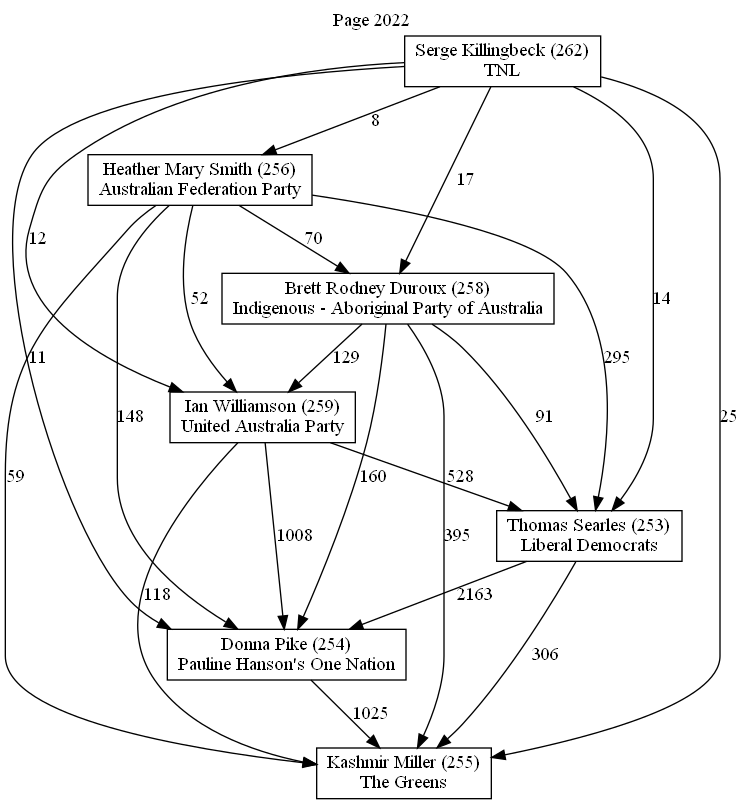 Page 2022
Serge Killingbeck (262)
TNL
8
Heather Mary Smith (256)
Australian Federation Party
17
12
70
Brett Rodney Duroux (258)
Indigenous - Aboriginal Party of Australia
52
14
11
129
295
Ian Williamson (259)
United Australia Party
148
91
25
59
160
528
Thomas Searles (253)
Liberal Democrats
1008
395
118
2163
Donna Pike (254)
Pauline Hanson's One Nation
306
1025
Kashmir Miller (255)
The Greens